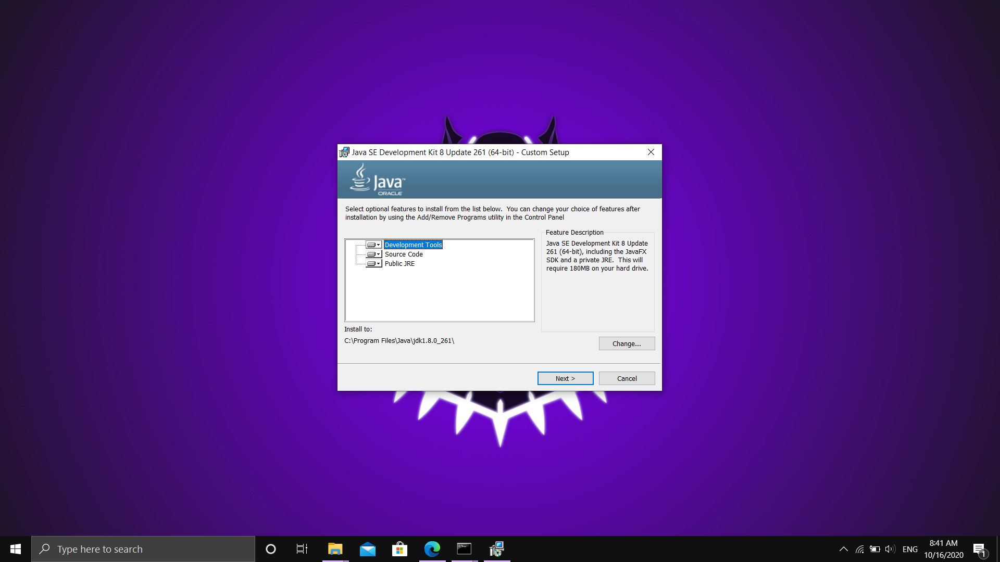 Java SE Development Kit 8 Update 261 (64-bit) - Custom Setup
Java™
ORACLE
Select optional features to install from the list below.  You can change your choice of features after
installation by using the Add/Remove Programs utility in the Control Panel
Development Tools
Source Code
Public JRE
Feature Description
Java SE Development Kit 8 Update
261 (64-bit), including the JavaFX
SDK and a private JRE.  This will
require 180MB on your hard drive.
Install to:
C:\Program Files\Java\jdk1.8.0_261\
Change...
Next >
Cancel
Type here to search
ENG
8:41 AM
10/16/2020
1